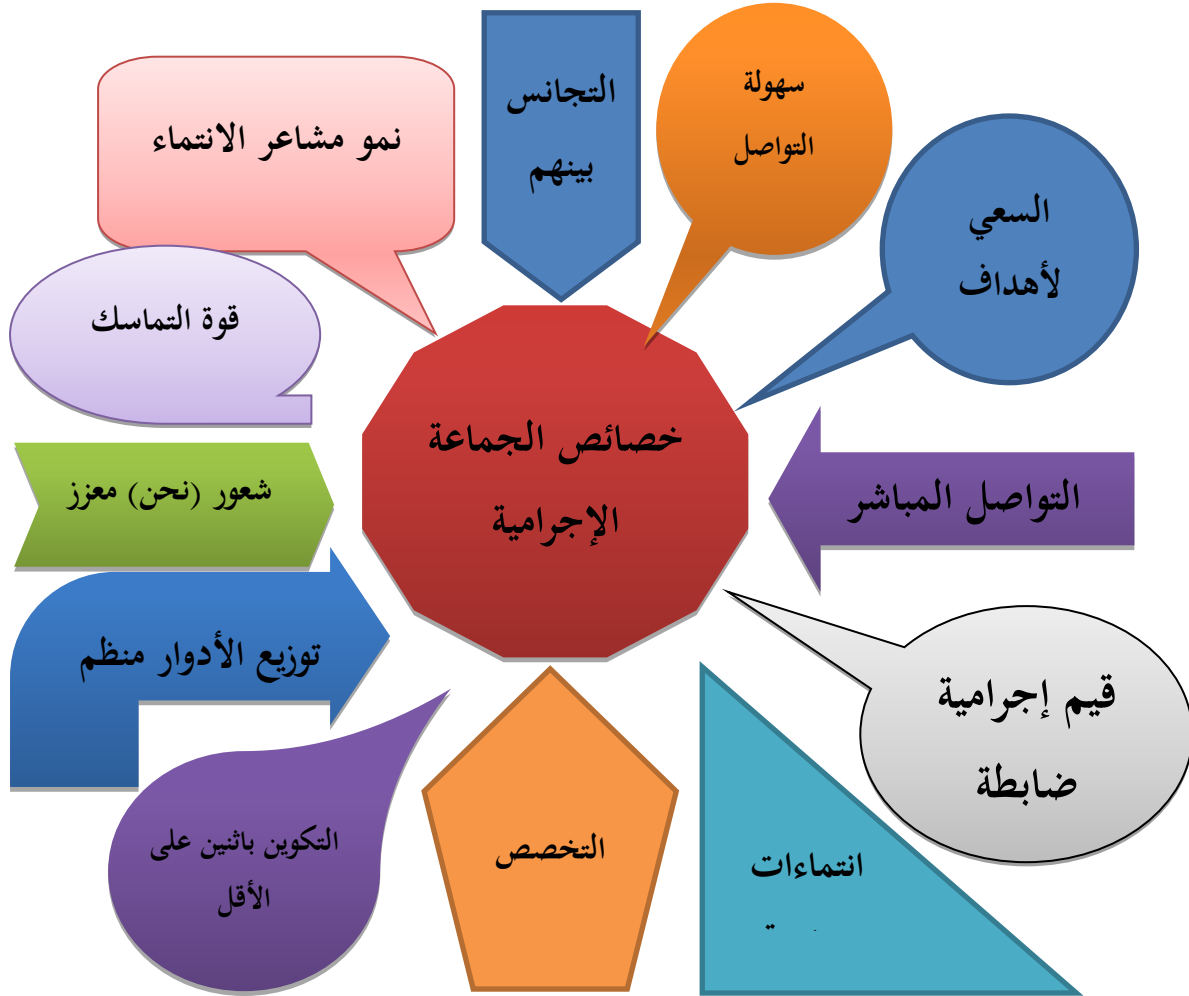 التجانس
بينهم
سهولة
التواصل
نمو مشاعر الانتماء
السعي
لأهداف
قوة التماسك
خصائص الجماعة
الإجرامية
شعور (نحن) معزز
التواصل المباشر
توزيع الأدوار منظم
قيم إجرامية
ضابطة
التكوين باثنين على
الأقل
التخصص
انتماءات